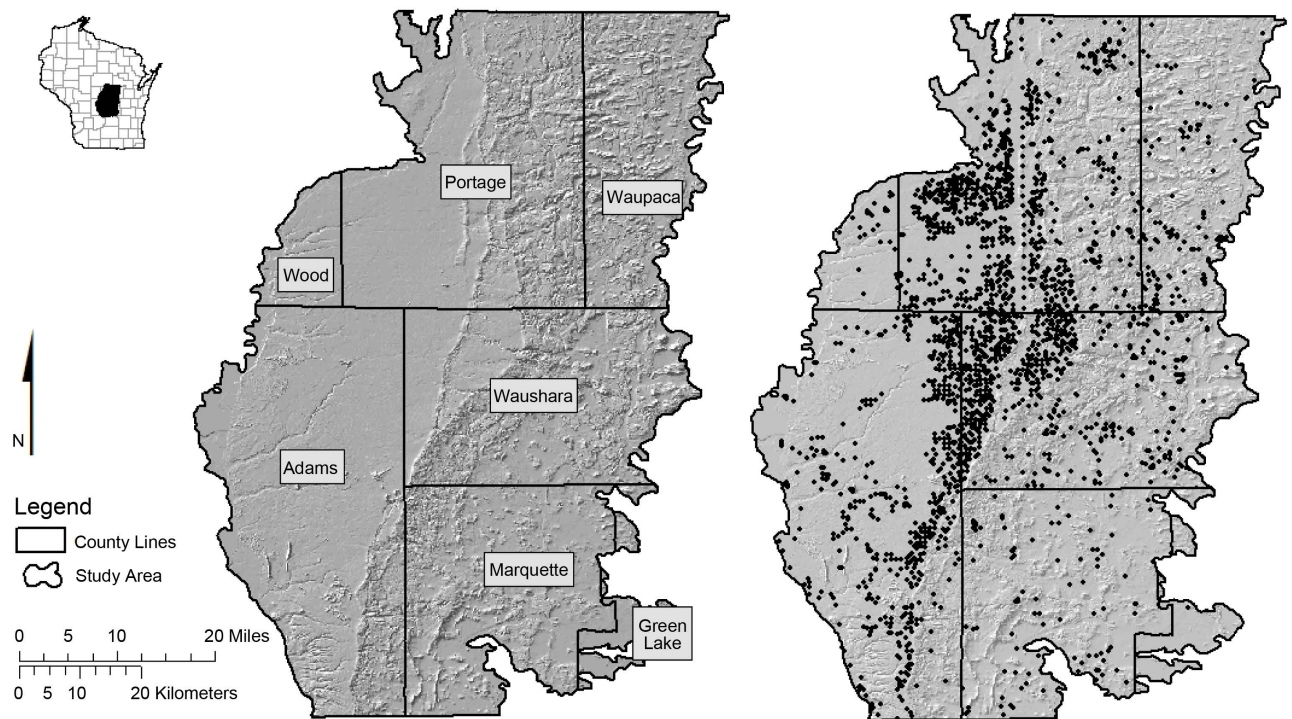 Portage
Waupaca
Wood
Waushara
Adams
Marquette
Green
Lake
N
Legend
County Lines
Study Area
0 5 10 20 Miles
0 5 10 20 Kilometers